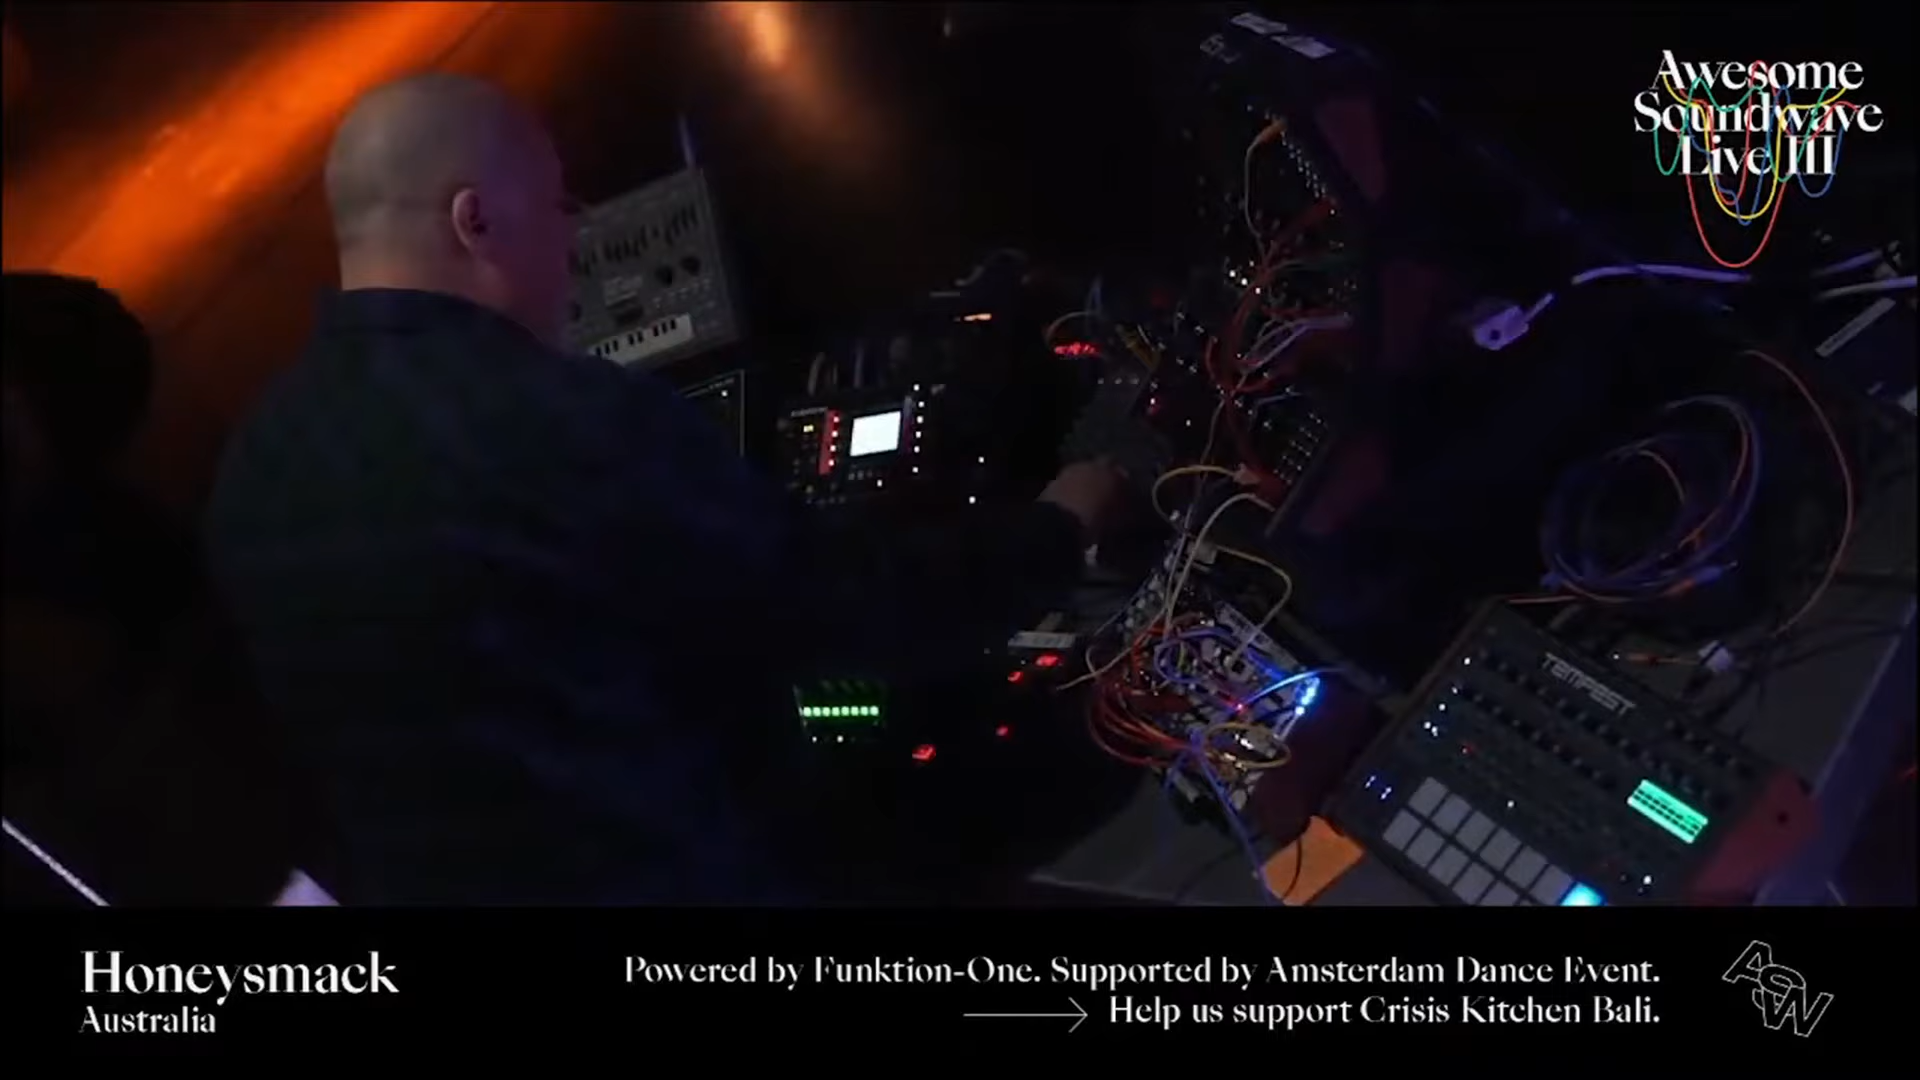 Awesome
Soundwave
Live III
TEMPEST
Honeysmack
Australia
Powered by Funktion-One. Supported by Amsterdam Dance Event.
Help us support Crisis Kitchen Bali.
ASW